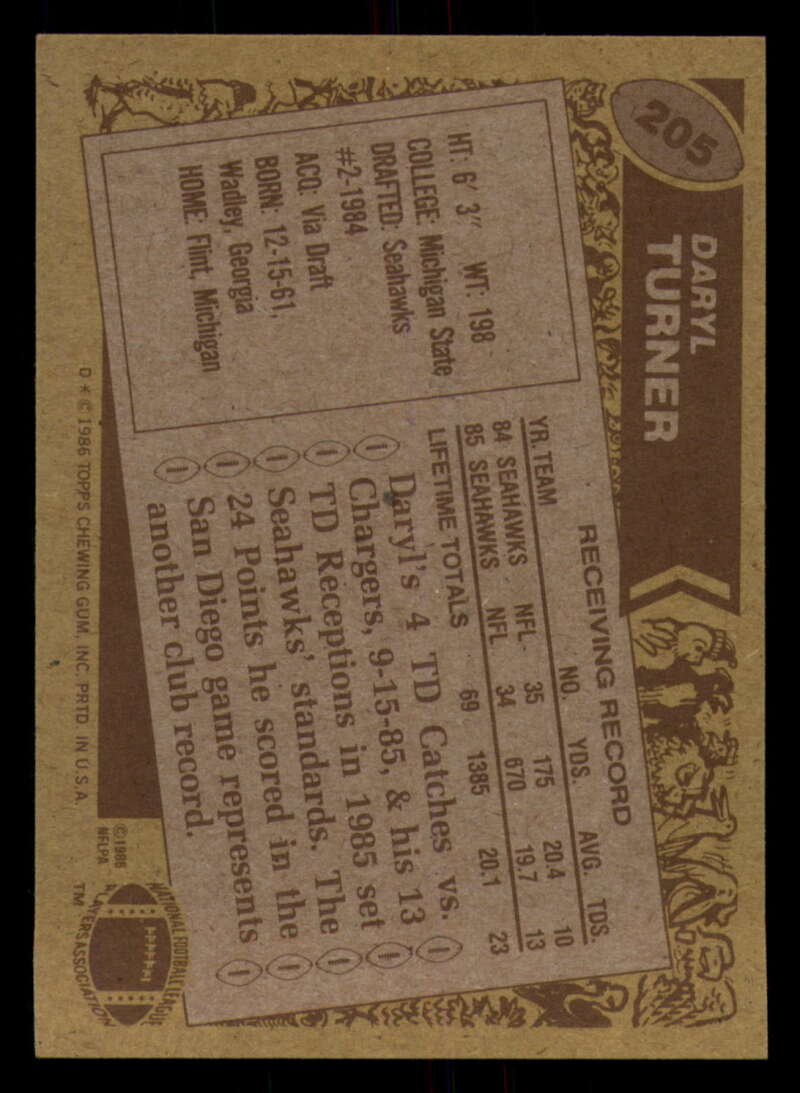 205
DARYL
TURNER
HT: 6' 3" WT: 198
COLLEGE: Michigan State
DRAFTED: Seahawks
#2-1984
ACQ: Via Draft
BORN: 12-15-61,
Wadley, Georgia
HOME: Flint, Michigan
RECEIVING RECORD
YR. TEAM NO. YDS. AVG. TDS.
84 SEAHAWKS NFL 35 175 20.4 10
85 SEAHAWKS NFL 34 670 19.7 13
LIFETIME TOTALS 69 1385 20.1 23
Daryl's 4 TD Catches vs.
Chargers, 9-15-85, & his 13
TD Receptions in 1985 set
Seahawks' standards. The
24 Points he scored in the
San Diego game represents
another club record.
D * © 1986 TOPPS CHEWING GUM, INC. PRTD. IN U.S.A.
© 1986
NFLPA
NATIONAL FOOTBALL LEAGUE
PLAYERS ASSOCIATION
TM